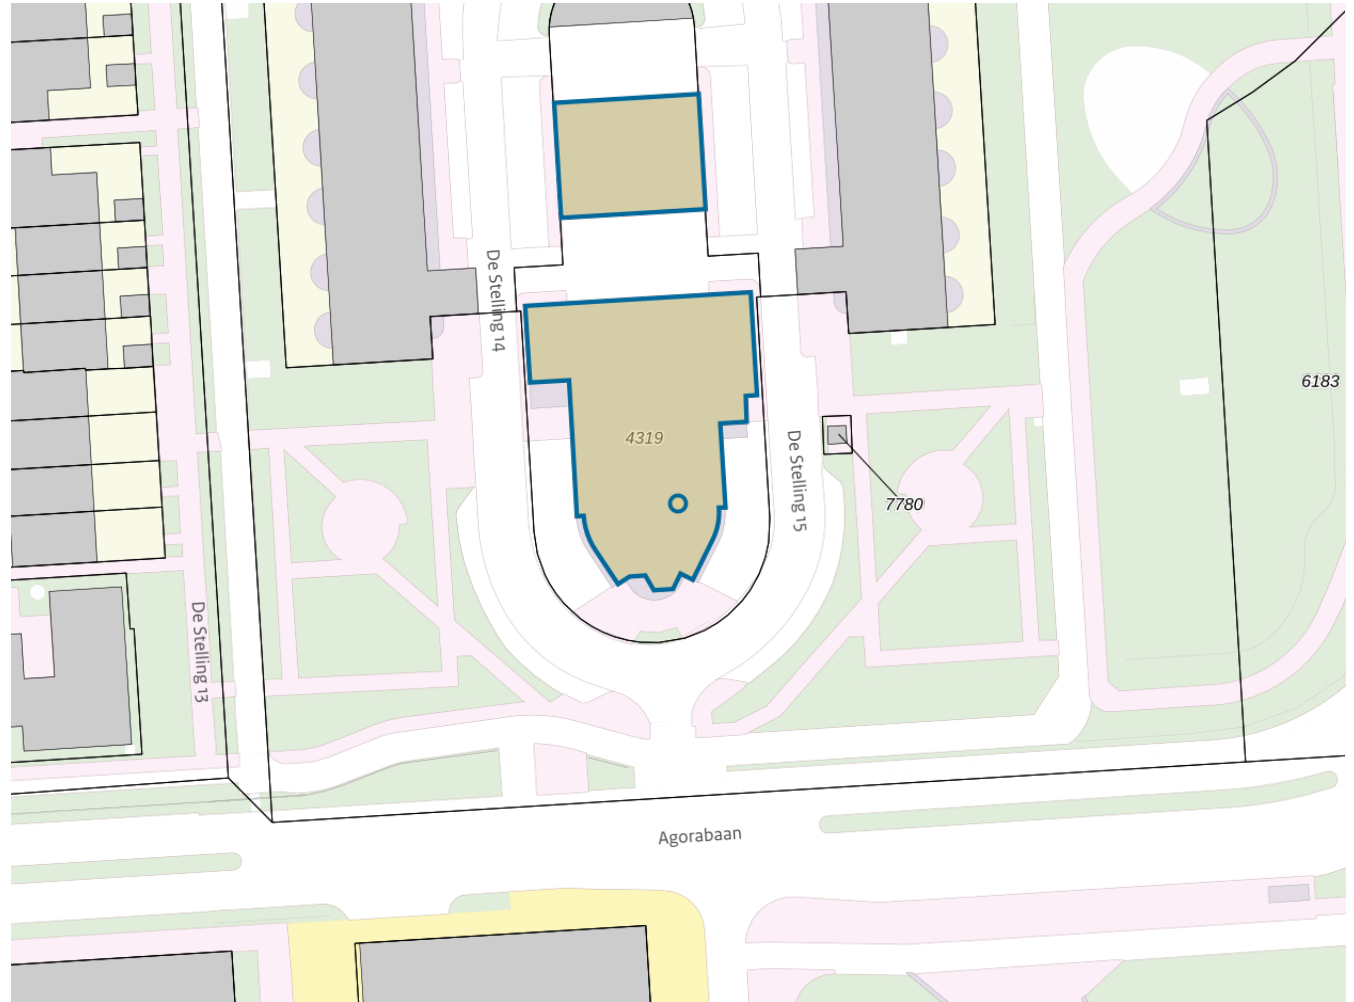 De Stelling 14
6183
4319
De Stelling 15
7780
De Stelling 13
Agorabaan